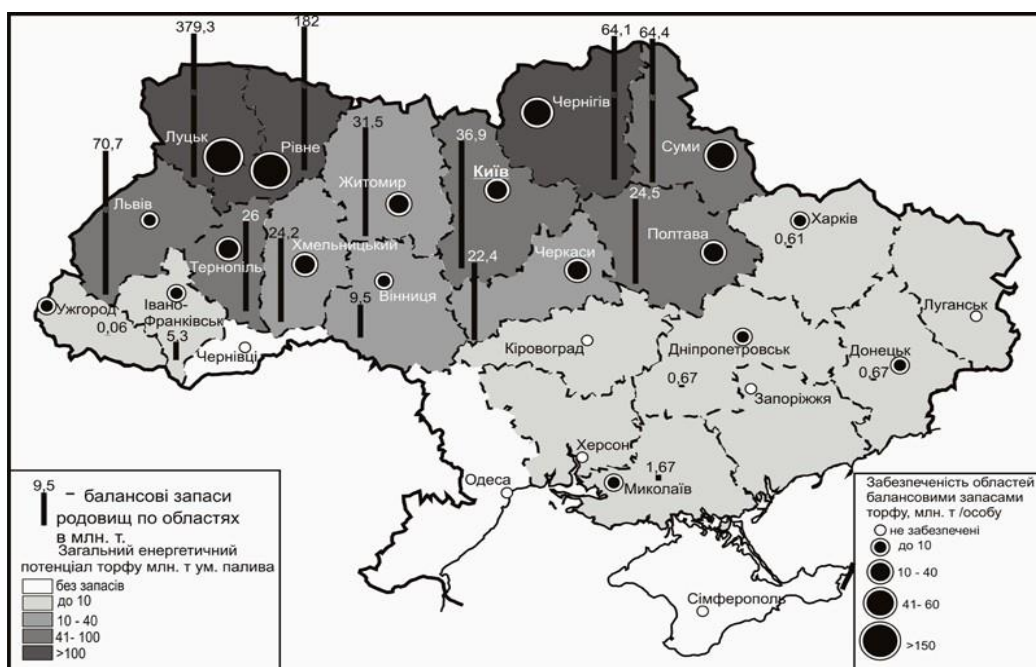 379,3
182
64,1
64,4
Чернігів
31,5
36,9
Луцьк
Рівне
Київ
Суми
70,7
Житомир
24,5
Львів
26
24,2
Хмельницький
Черкаси
Полтава
Харків
0,61
Тернопіль
22,4
Вінниця
9,5
Ужгород
Івано-
Франківськ
0,06
5,3
Луганськ
Чернівці
Кіровоград
Дніпропетровськ
0,67
Донецьк
0,67
Запоріжжя
Херсон
1,67
Миколаїв
Одеса
Сімферополь
9,5
– балансові запаси
родовищ по областях
в млн. т.
Загальний енергетичний
потенціал торфу млн. т ум. палива
без запасів
до 10
10 - 40
41- 100
>100
Забезпеченість областей
балансовими запасами
торфу, млн. т /особу
не забезпечені
до 10
10 - 40
41- 60
>150